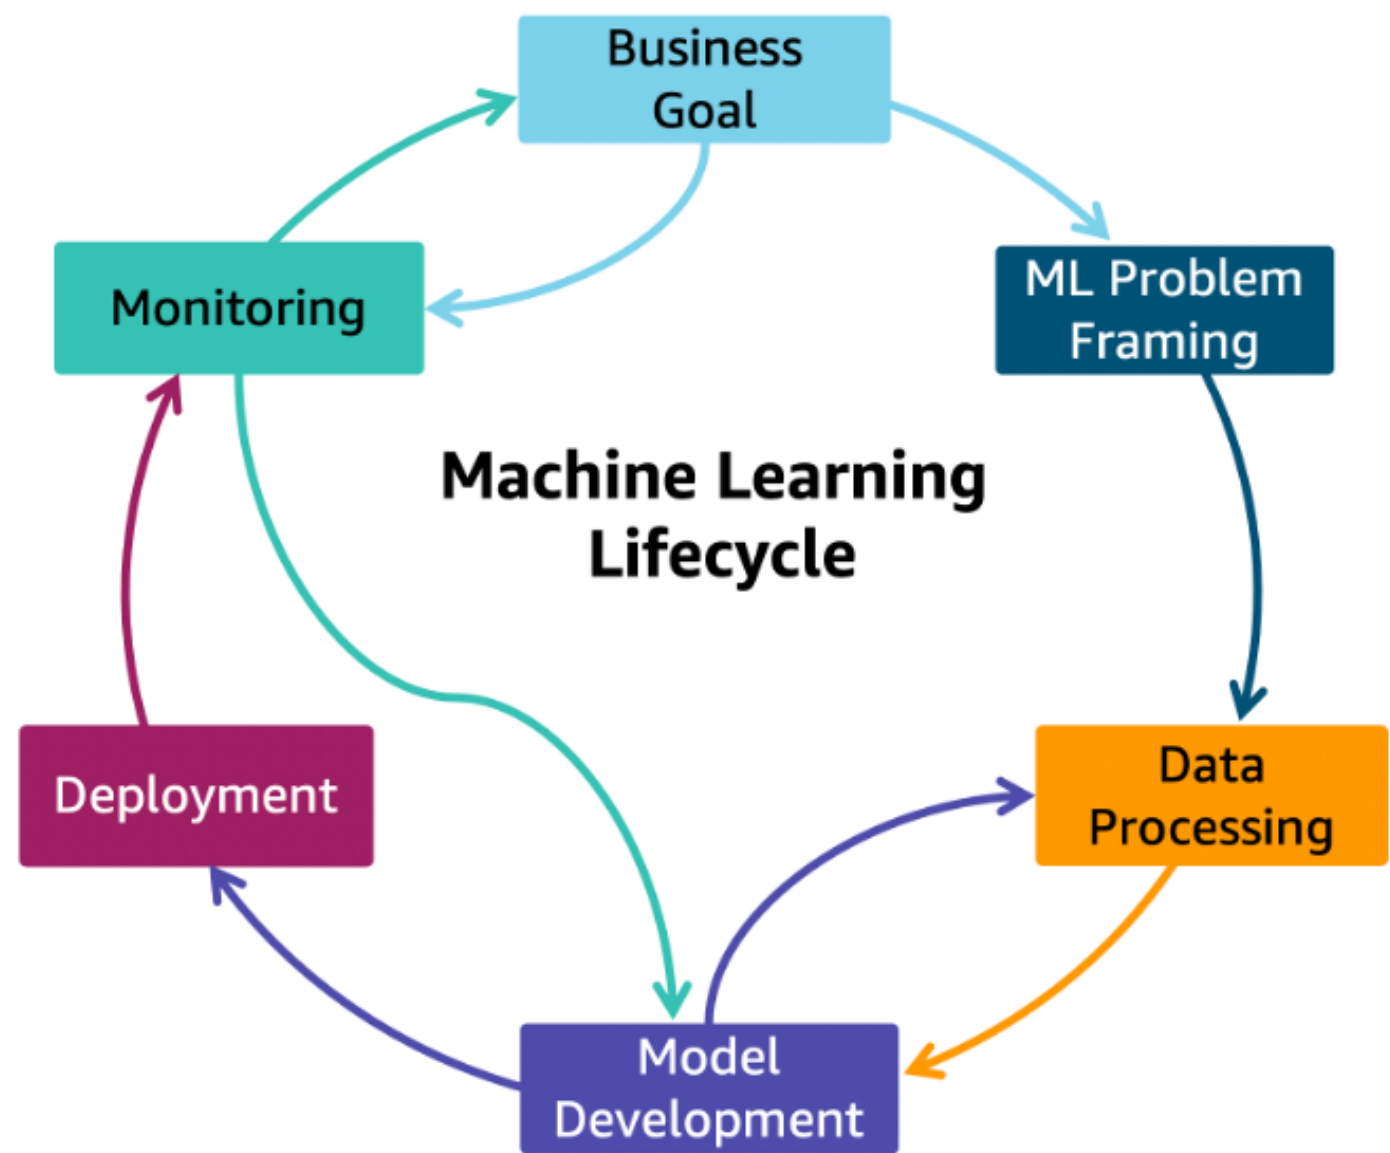 Business
Goal
ML Problem
Framing
Monitoring
Machine Learning
Lifecycle
Data
Processing
Deployment
Model
Development